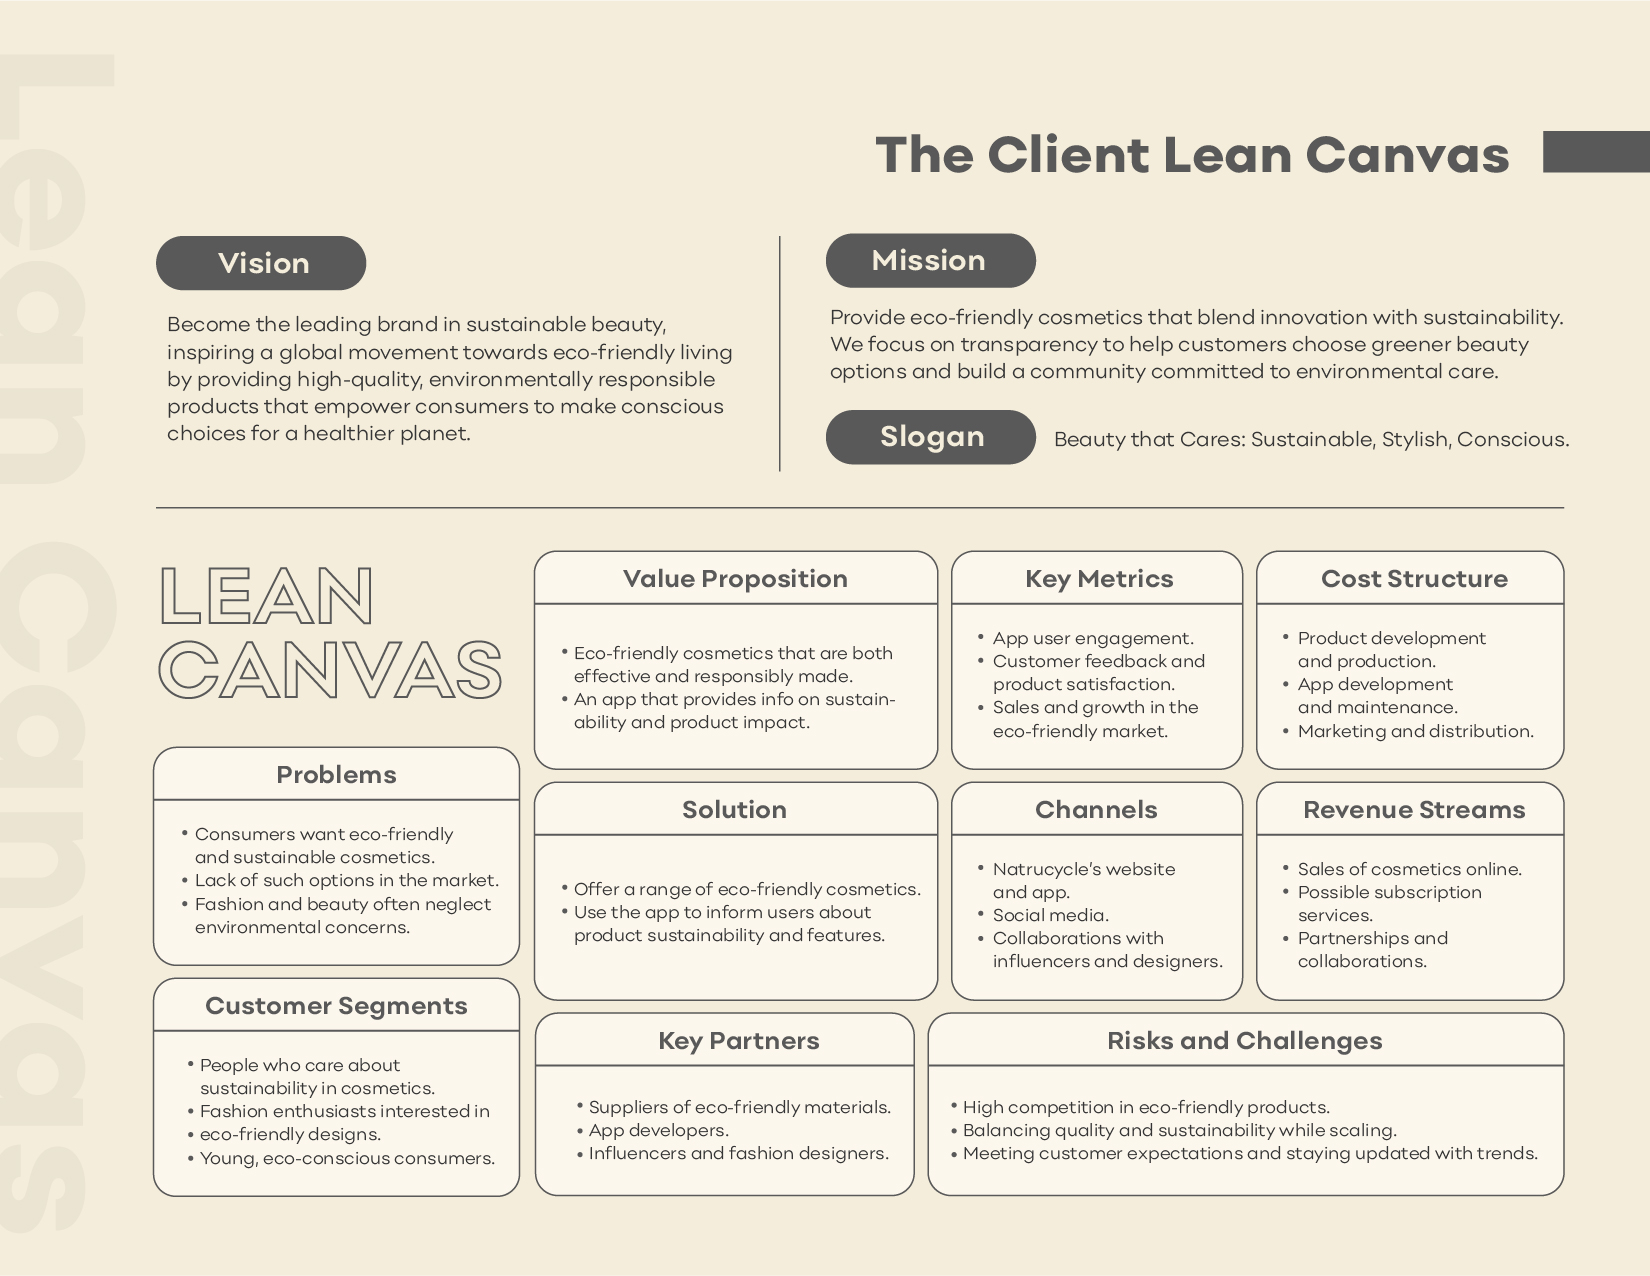 Lean Canvas
The Client Lean Canvas
Vision
Become the leading brand in sustainable beauty,
inspiring a global movement towards eco-friendly living
by providing high-quality, environmentally responsible
products that empower consumers to make conscious
choices for a healthier planet.
Mission
Provide eco-friendly cosmetics that blend innovation with sustainability.
We focus on transparency to help customers choose greener beauty
options and build a community committed to environmental care.
Slogan
Beauty that Cares: Sustainable, Stylish, Conscious.
LEAN
CANVAS
Problems
• Consumers want eco-friendly
and sustainable cosmetics.
• Lack of such options in the market.
• Fashion and beauty often neglect
environmental concerns.
Customer Segments
• People who care about
sustainability in cosmetics.
• Fashion enthusiasts interested in
• eco-friendly designs.
• Young, eco-conscious consumers.
Value Proposition
• Eco-friendly cosmetics that are both
effective and responsibly made.
• An app that provides info on sustain-
ability and product impact.
Solution
• Offer a range of eco-friendly cosmetics.
• Use the app to inform users about
product sustainability and features.
Key Metrics
• App user engagement.
• Customer feedback and
product satisfaction.
• Sales and growth in the
eco-friendly market.
Channels
• Natrucycle’s website
and app.
• Social media.
• Collaborations with
influencers and designers.
Cost Structure
• Product development
and production.
• App development
and maintenance.
• Marketing and distribution.
Revenue Streams
• Sales of cosmetics online.
• Possible subscription
services.
• Partnerships and
collaborations.
Key Partners
• Suppliers of eco-friendly materials.
• App developers.
• Influencers and fashion designers.
Risks and Challenges
• High competition in eco-friendly products.
• Balancing quality and sustainability while scaling.
• Meeting customer expectations and staying updated with trends.